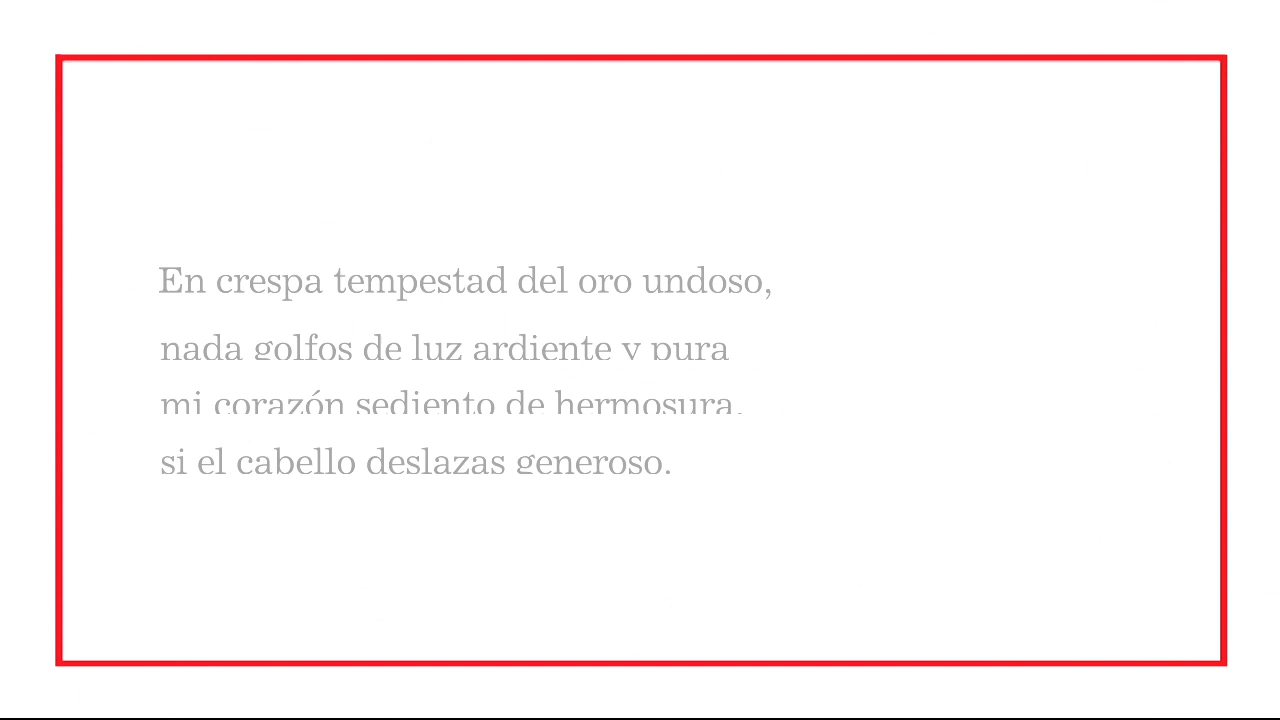 En crespa tempestad del oro undoso,
nada golfos de luz ardiente y pura
mi corazón sediento de hermosura,
si el cabello deslazas generoso.